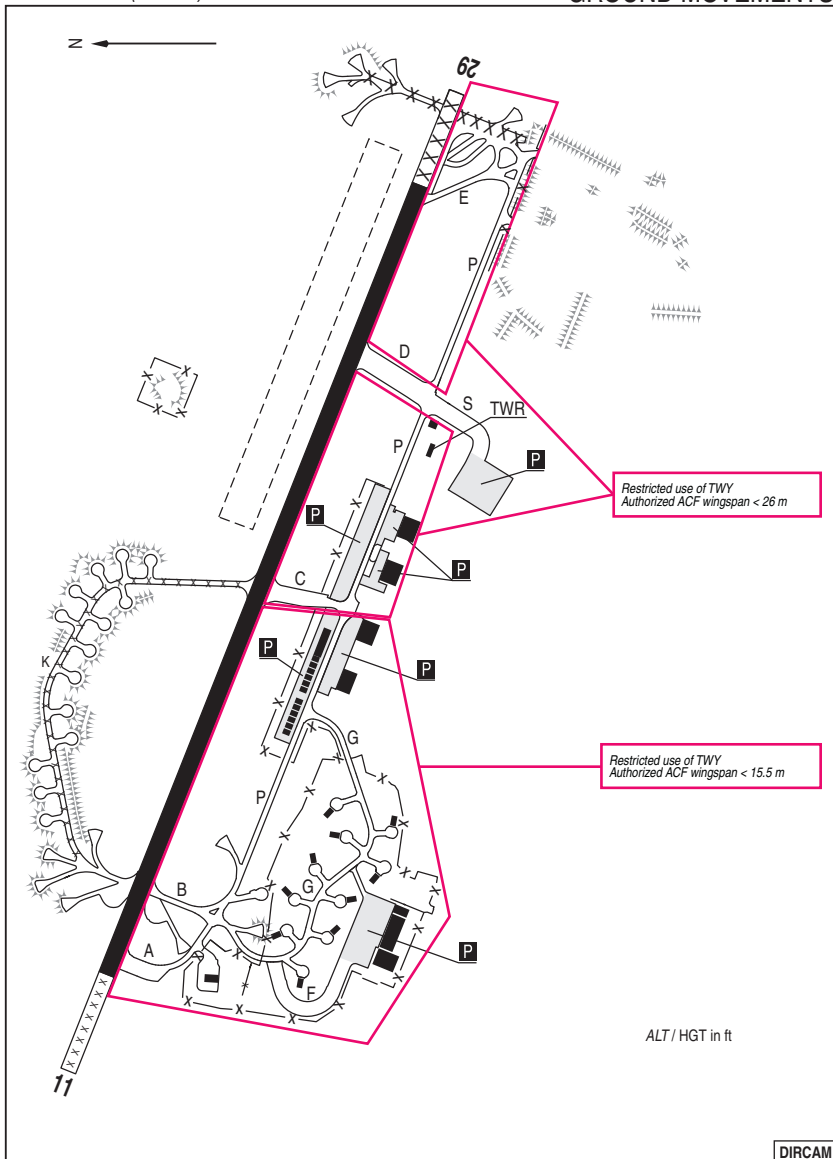 GROUND MOVEMENTS
N
29
E
P
D
S
TWR
P
P
P
C
P
K
P
P
G
P
B
G
A
P
F
11
Restricted use of TWY
Authorized ACF wingspan < 26 m
Restricted use of TWY
Authorized ACF wingspan < 15.5 m
ALT / HGT in ft
DIRCAM